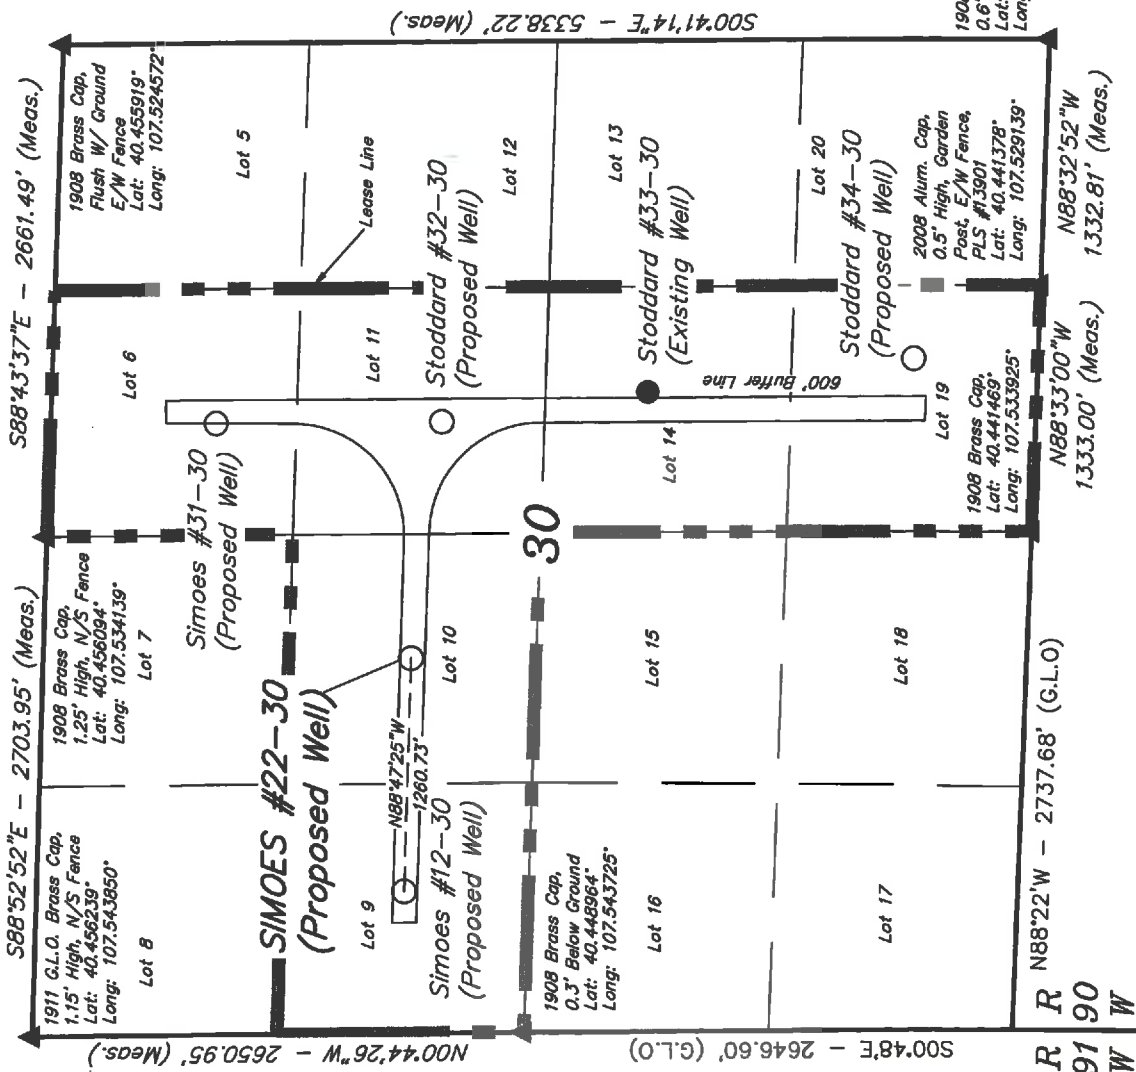 S88°52'52"E - 2703.95' (Meas.)
S88°43'37"E - 2661.49' (Meas.)
1911 G.L.O. Brass Cap,
1.15' High, N/S Fence
Lat: 40.456239°
Long: 107.543850°
Lot 8
1908 Brass Cap,
1.25' High, N/S Fence
Lat: 40.456094°
Long: 107.534139°
Lot 7
Lot 6
1908 Brass Cap,
Flush W/ Ground
E/W Fence
Lat: 40.455919°
Long: 107.524572°
Lot 5
Simoes #31-30
(Proposed Well)
Lease Line
SIMOES #22-30
(Proposed Well)
Lot 9
N88°47'25"W
1260.73'
Lot 10
Lot 11
Simoes #12-30
(Proposed Well)
Stoddard #32-30
(Proposed Well)
Lot 12
30
1908 Brass Cap,
0.3' Below Ground
Lat: 40.448964°
Long: 107.543725°
Lot 16
Lot 15
Lot 14
Stoddard #33-30
(Existing Well)
Lot 13
600' Buffer Line
Lot 20
Stoddard #34-30
(Proposed Well)
Lot 17
Lot 18
Lot 19
2008 Alum. Cap,
0.5' High, Garden
Post, E/W Fence,
PLS #13901
Lat: 40.441378°
Long: 107.529139°
1908 Brass Cap,
Lat: 40.441469°
Long: 107.533925°
N88°22'W - 2737.68' (G.L.O)
N88°33'00"W
1333.00' (Meas.)
N88°32'52"W
1332.81' (Meas.)
N00°44'26"W - 2650.95' (Meas.)
S00°48'E - 2646.60' (G.L.O)
S00°41'14"E - 5338.22' (Meas.)
R R
91 90
W W
0.6'
Lat: